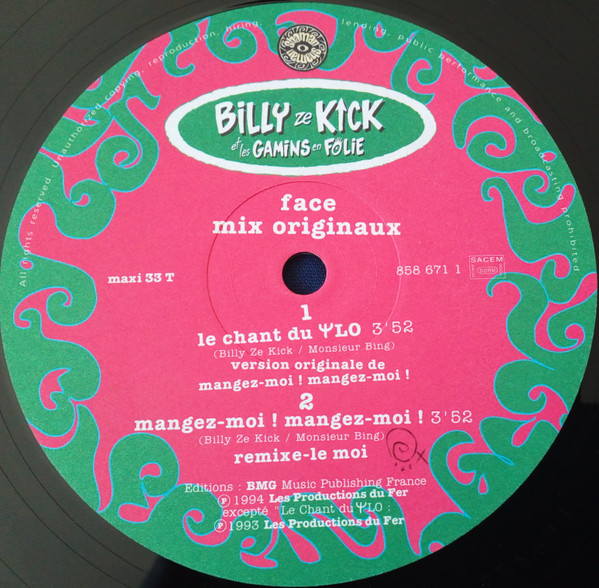 All rights reserved. Unauthorized copying, reproduction, hiring, lending, public performance and broadcasting prohibited
shaman
BiLLY ze KiCK
et les GAMiNS en FOLiE
face
mix originaux
maxi 33 T
858 671 1
SACEM
1
le chant du ΨLO 3'52
(Billy Ze Kick / Monsieur Bing)
version originale de
mangez-moi ! mangez-moi !
2
mangez-moi ! mangez-moi ! 3'52
(Billy Ze Kick / Monsieur Bing)
remixe-le moi
Editions : BMG Music Publishing France
℗ 1994 Les Productions du Fer
excepté "Le Chant du ΨLO :
℗ 1993 Les Productions du Fer